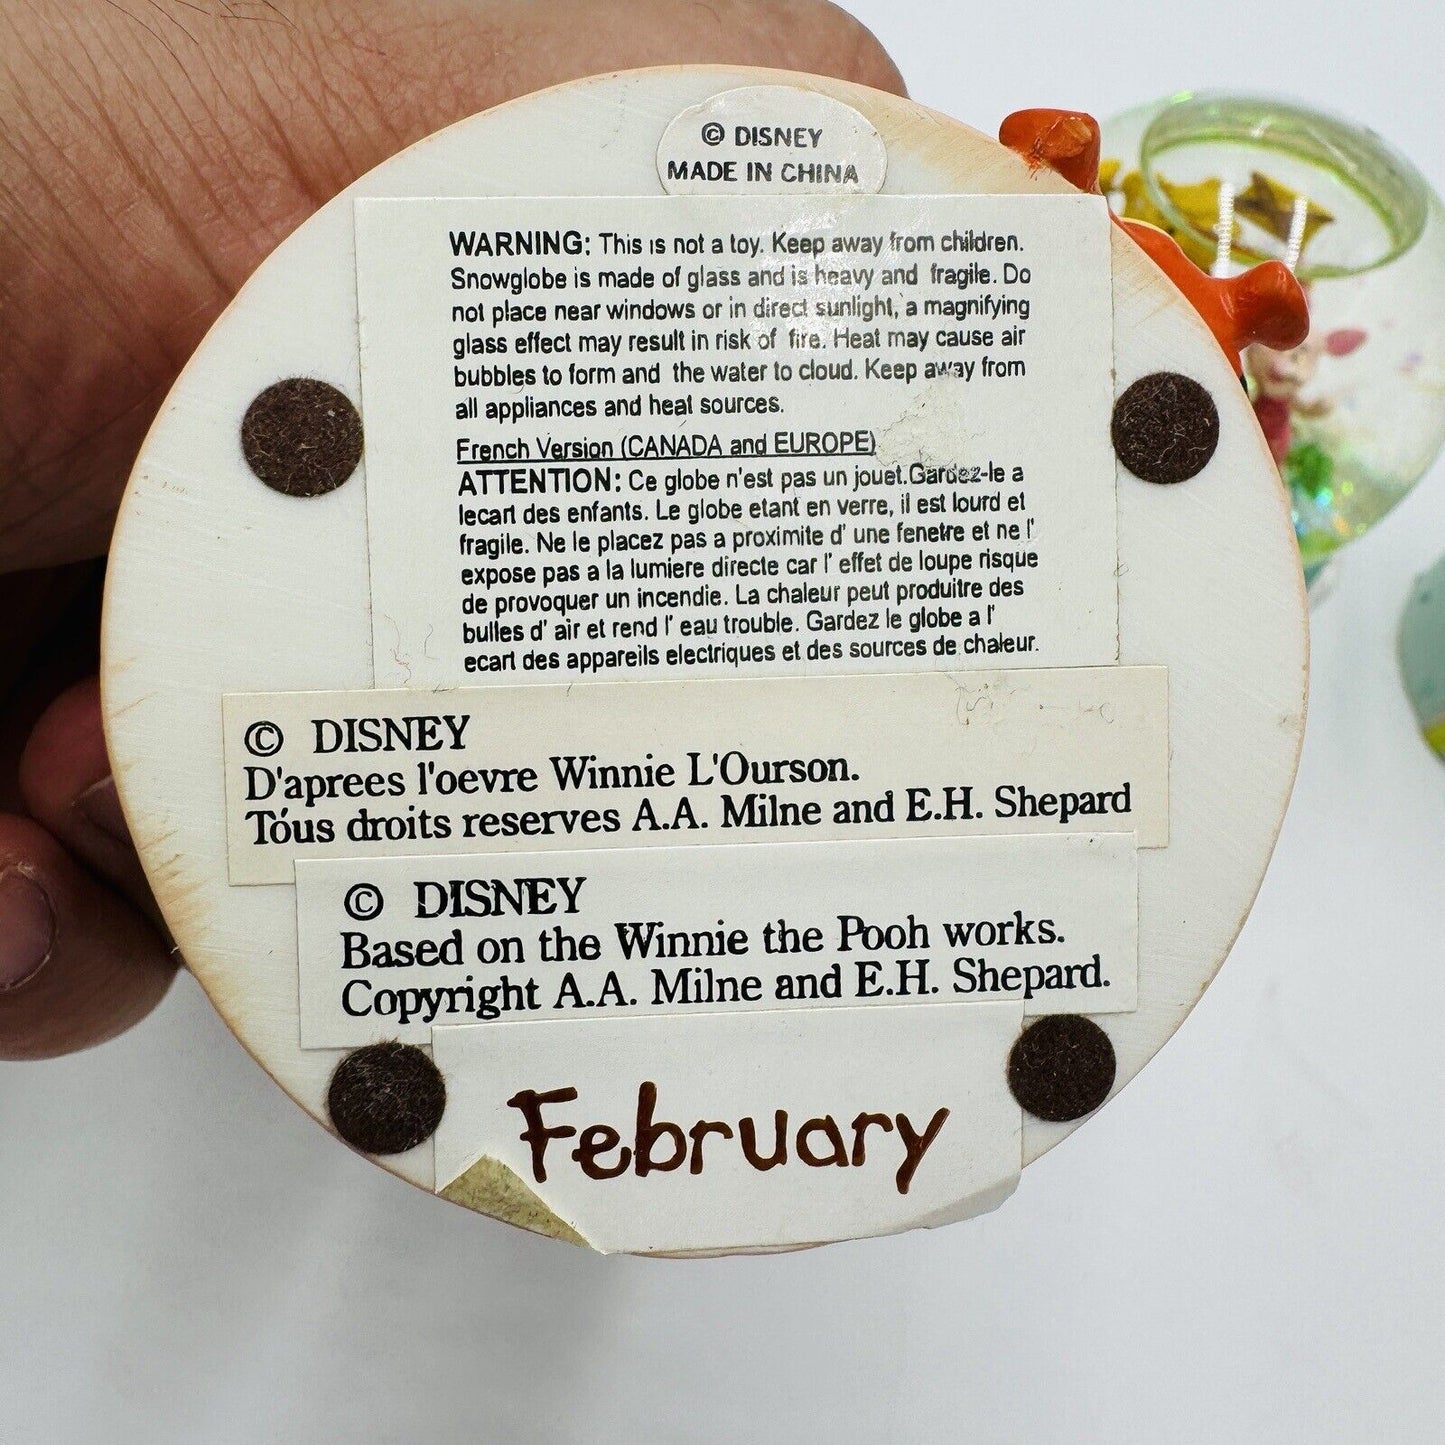 © DISNEY
MADE IN CHINA
WARNING: This is not a toy. Keep away from children.
Snowglobe is made of glass and is heavy and fragile. Do
not place near windows or in direct sunlight, a magnifying
glass effect may result in risk of fire. Heat may cause air
bubbles to form and the water to cloud. Keep away from
all appliances and heat sources.
French Version (CANADA and EUROPE)
ATTENTION: Ce globe n'est pas un jouet.Gardez-le a
lecart des enfants. Le globe etant en verre, il est lourd et
fragile. Ne le placez pas a proximite d' une fenetre et ne l'
expose pas a la lumiere directe car l' effet de loupe risque
de provoquer un incendie. La chaleur peut produitre des
bulles d' air et rend l' eau trouble. Gardez le globe a l'
ecart des appareils electriques et des sources de chaleur.
© DISNEY
D'aprees l'oevre Winnie L'Ourson.
Tóus droits reserves A.A. Milne and E.H. Shepard
© DISNEY
Based on the Winnie the Pooh works.
Copyright A.A. Milne and E.H. Shepard.
February